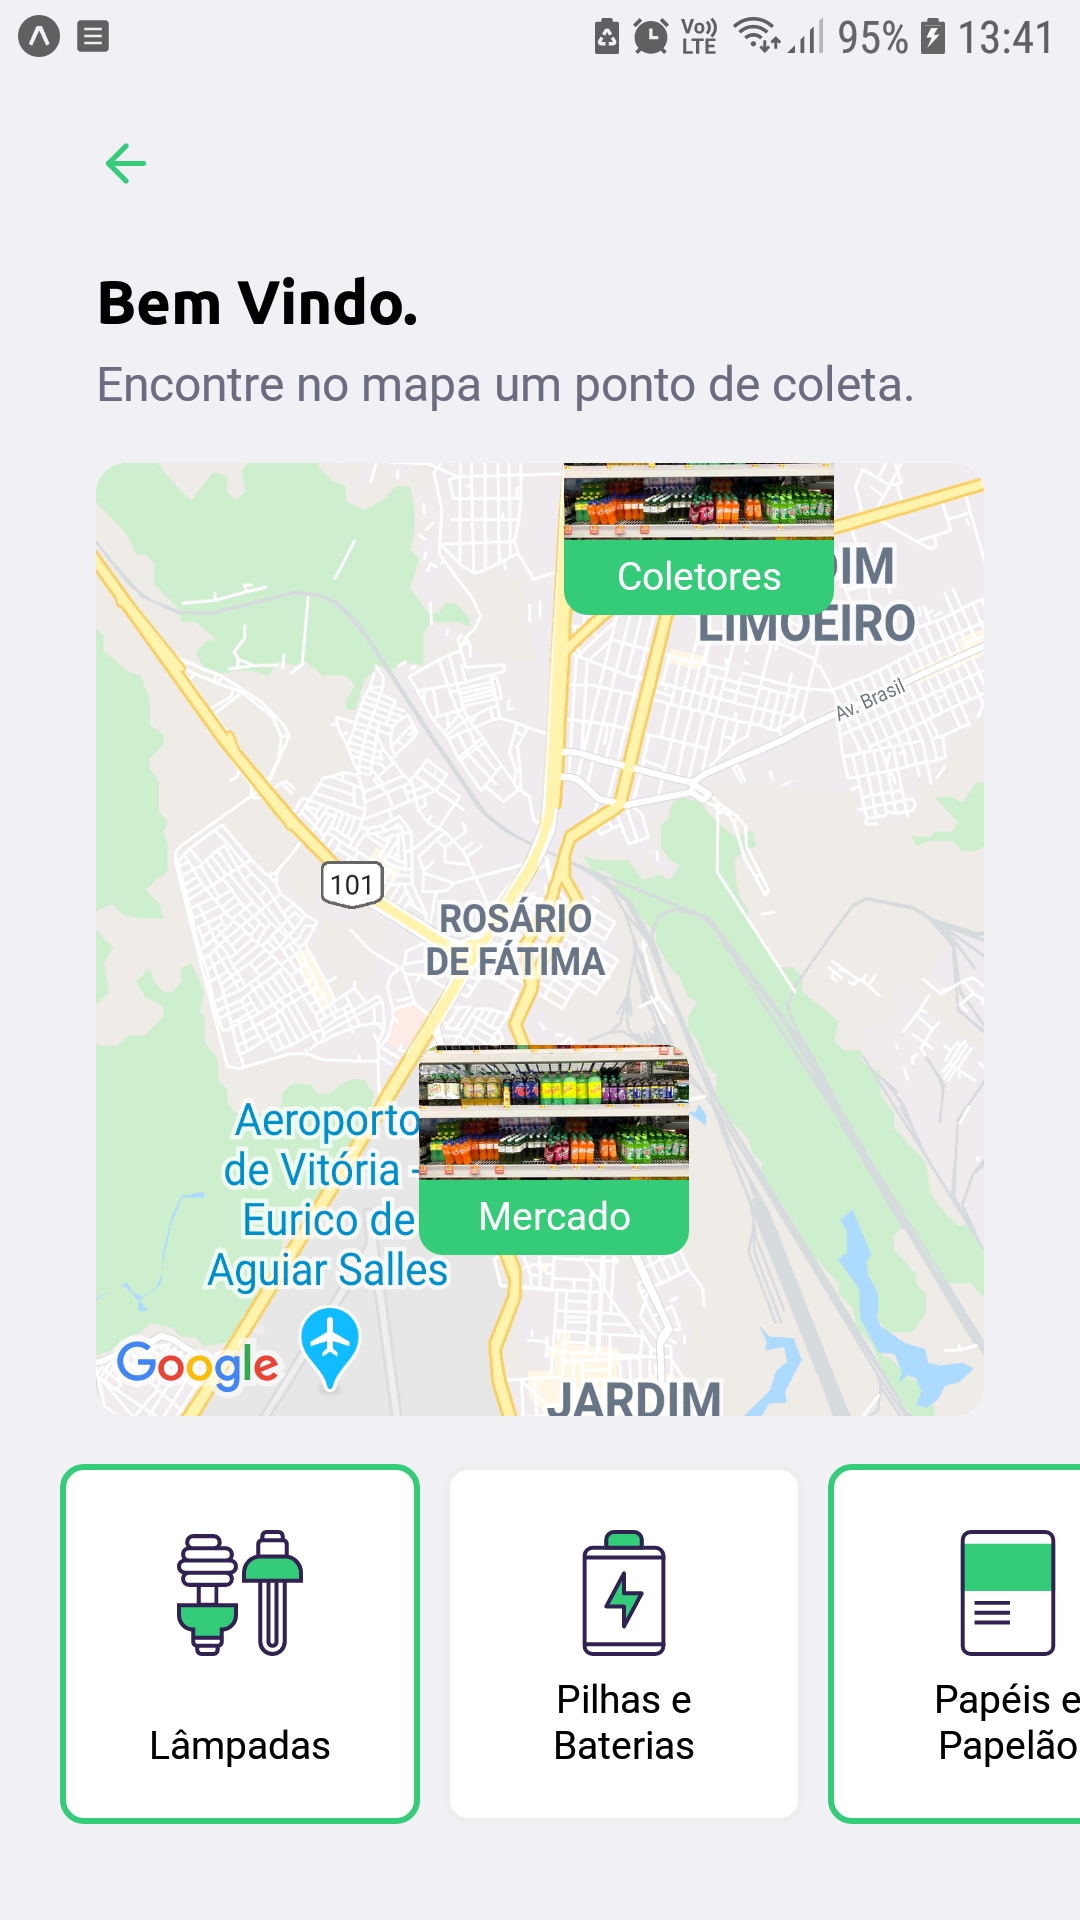 Vo))
LTE
95%
13:41
Bem Vindo.
Encontre no mapa um ponto de coleta.
Coletores
DIM
LIMOEIRO
Av. Brasil
101
ROSÁRIO
DE FÁTIMA
Aeroporto
de Vitória -
Eurico de
Aguiar Salles
Mercado
Google
JARDIM
Lâmpadas
Pilhas e
Baterias
Papéis e
Papelão